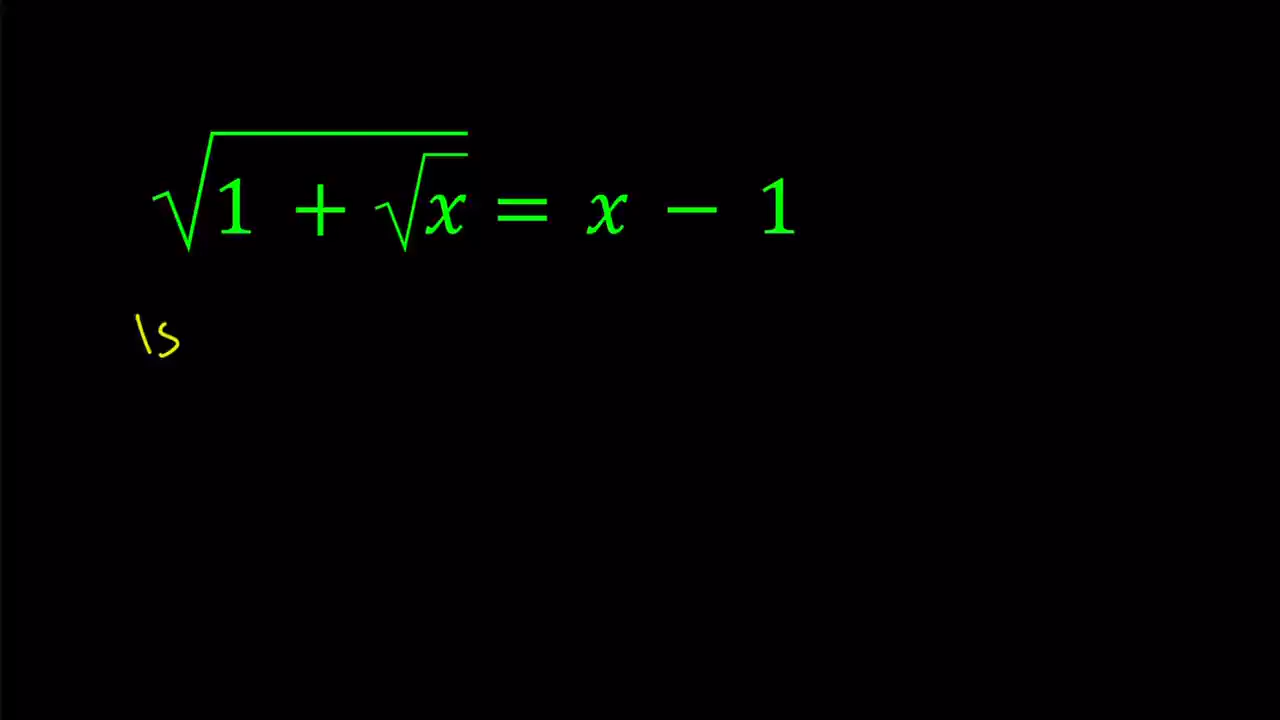 √(1 + √x) = x − 1
Is